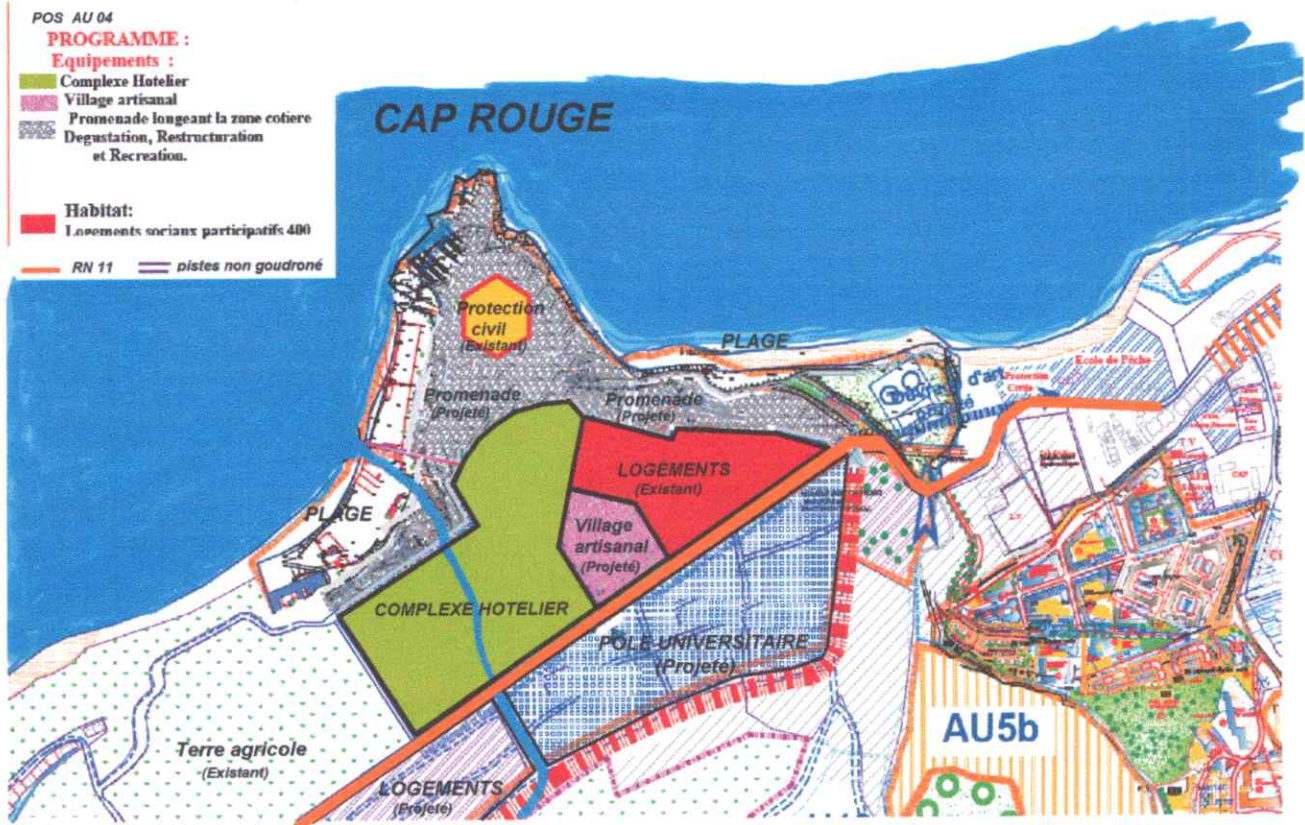 POS AU 04
PROGRAMME :
Equipements :
Complexe Hotelier
Village artisanal
Promenade longeant la zone cotiere
Degustation, Restructuration
et Recreation.
Habitat:
Logements sociaux participatifs 400
RN 11
pistes non goudroné
CAP ROUGE
Protection
civil
(Existant)
PLAGE
Ecole de Pêche
Protection
Civile
Promenade
(Projeté)
Promenade
(Projeté)
LOGEMENTS
(Existant)
PLAGE
Village
artisanal
(Projeté)
COMPLEXE HOTELIER
POLE UNIVERSITAIRE
(Projeté)
AU5b
Terre agricole
(Existant)
LOGEMENTS
(Projeté)